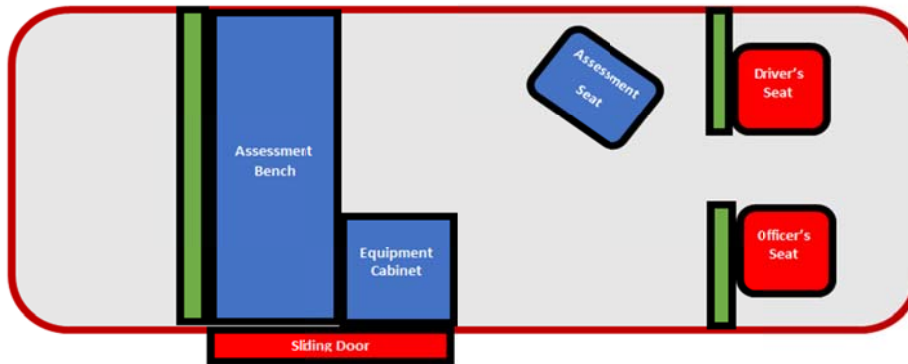 Assessment
Bench
Equipment
Cabinet
Sliding Door
Assessment
Seat
Driver's
Seat
Officer's
Seat